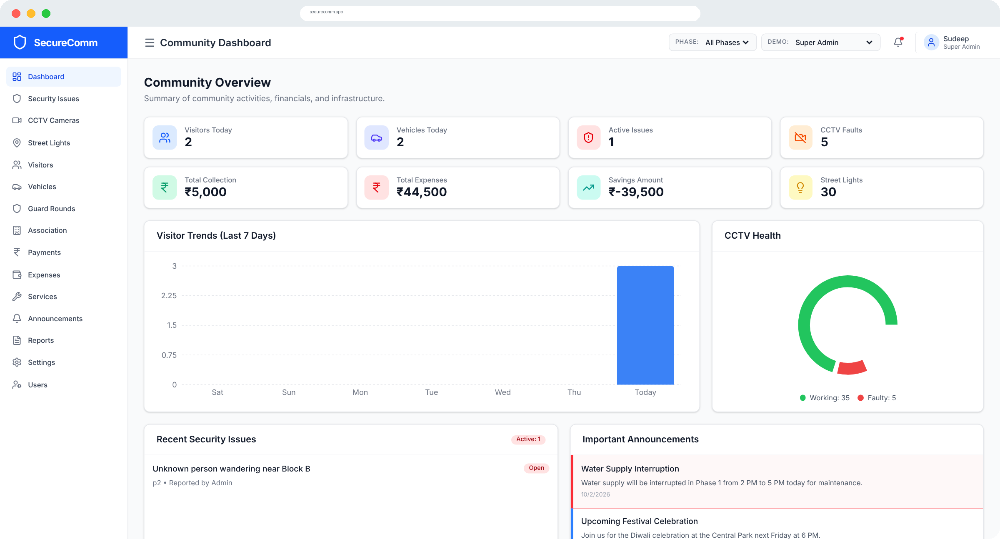 securecomm.app
SecureComm
Community Dashboard
PHASE: All Phases
DEMO: Super Admin
Sudeep
Super Admin
Dashboard
Security Issues
CCTV Cameras
Street Lights
Visitors
Vehicles
Guard Rounds
Association
Payments
Expenses
Services
Announcements
Reports
Settings
Users
Community Overview
Summary of community activities, financials, and infrastructure.
Visitors Today
2
Vehicles Today
2
Active Issues
1
CCTV Faults
5
Total Collection
₹5,000
Total Expenses
₹44,500
Savings Amount
₹-39,500
Street Lights
30
Visitor Trends (Last 7 Days)
3
2.25
1.5
0.75
0
Sat Sun Mon Tue Wed Thu Today
CCTV Health
Working: 35 Faulty: 5
Recent Security Issues
Active: 1
Unknown person wandering near Block B
Open
p2 • Reported by Admin
Important Announcements
Water Supply Interruption
Water supply will be interrupted in Phase 1 from 2 PM to 5 PM today for maintenance.
10/2/2026
Upcoming Festival Celebration
Join us for the Diwali celebration at the Central Park next Friday at 6 PM.